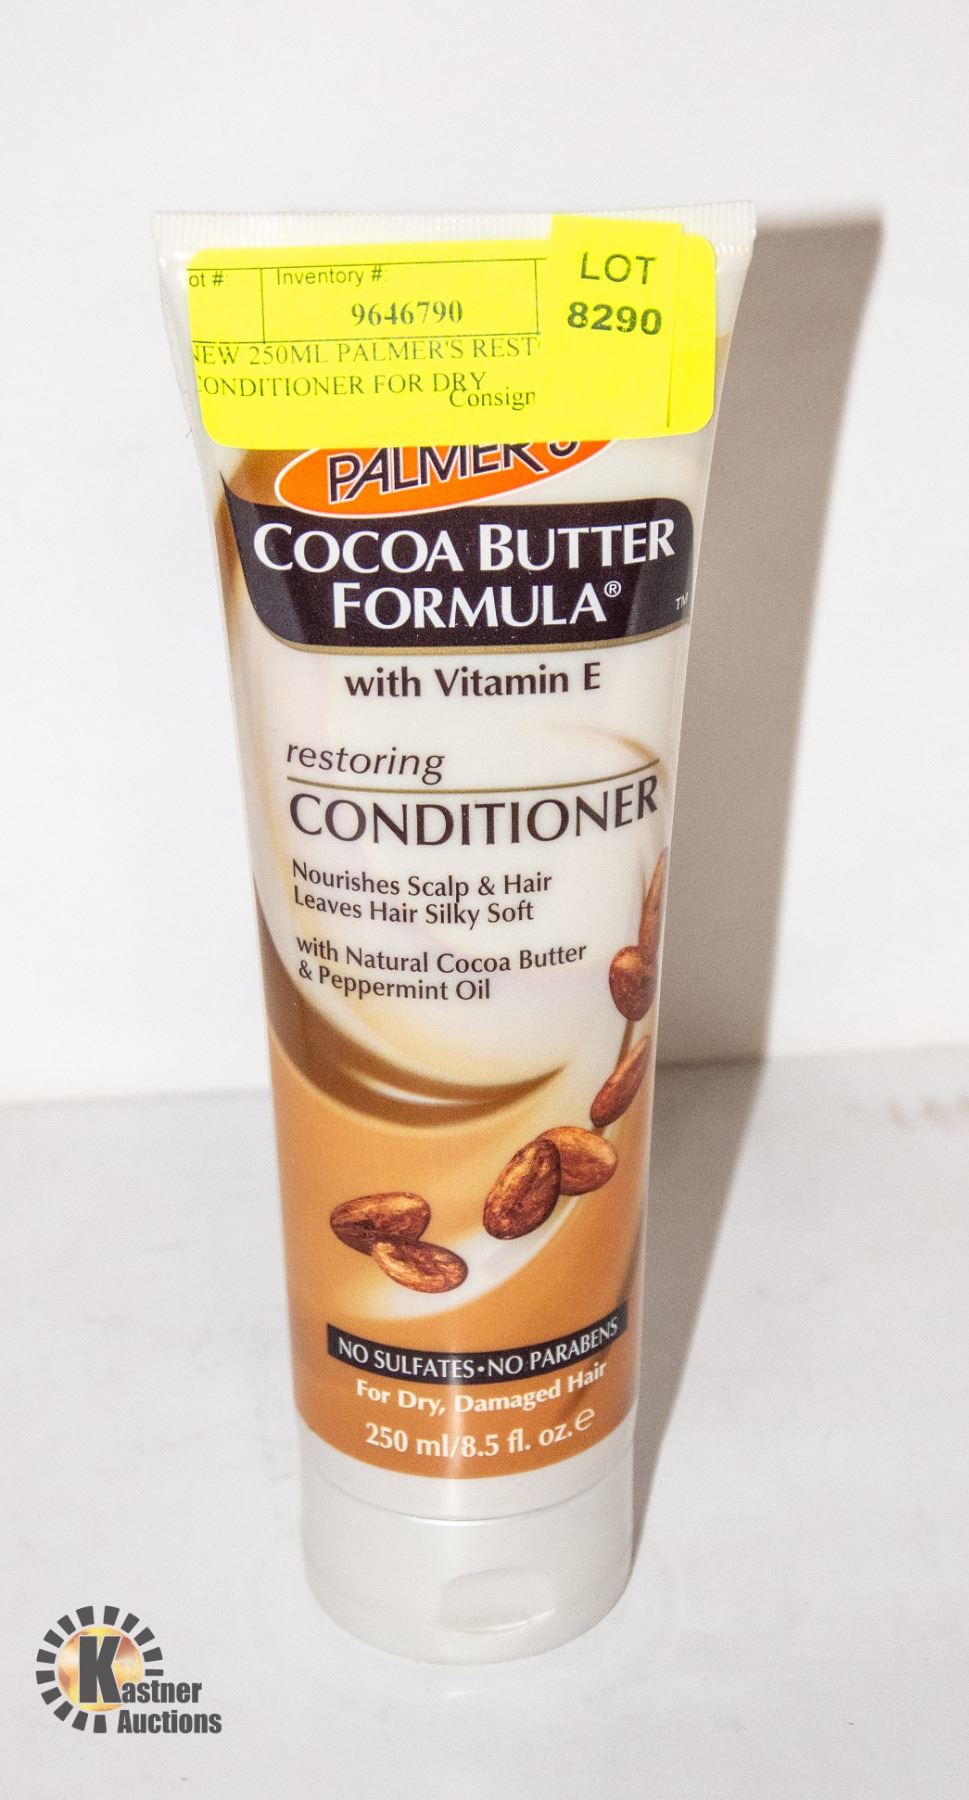 ot #:
Inventory #:
9646790
LOT
8290
NEW 250ML PALMER'S REST
CONDITIONER FOR DRY
Consign
PALMER'S
COCOA BUTTER
FORMULA®
TM
with Vitamin E
restoring
CONDITIONER
Nourishes Scalp & Hair
Leaves Hair Silky Soft
with Natural Cocoa Butter
& Peppermint Oil
NO SULFATES•NO PARABENS
For Dry, Damaged Hair
250 ml/8.5 fl. oz.℮
Kastner
Auctions